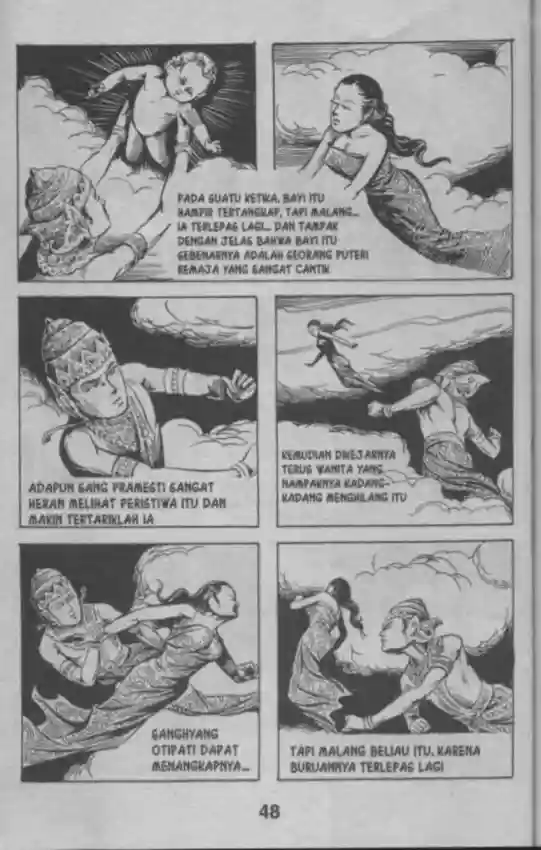 PADA SUATU KETIKA, BAYI ITU
HAMPIR TERTANGKAP, TAPI MALANG...
IA TERLEPAS LAGI... DAN TAMPAK
DENGAN JELAS BAHWA BAYI ITU
SEBENARNYA ADALAH SEORANG PUTERI
REMAJA YANG SANGAT CANTIK
ADAPUN SANG PRAMESTI SANGAT
HERAN MELIHAT PERISTIWA ITU DAN
MAKIN TERTARIKLAH IA
KEMUDIAN DIKEJARNYA
TERUS WANITA YANG
NAMPAKNYA KADANG-
KADANG MENGHILANG ITU
SANGHYANG
OTIPATI DAPAT
MENANGKAPNYA...
TAPI MALANG BELIAU ITU, KARENA
BURUANNYA TERLEPAS LAGI
48